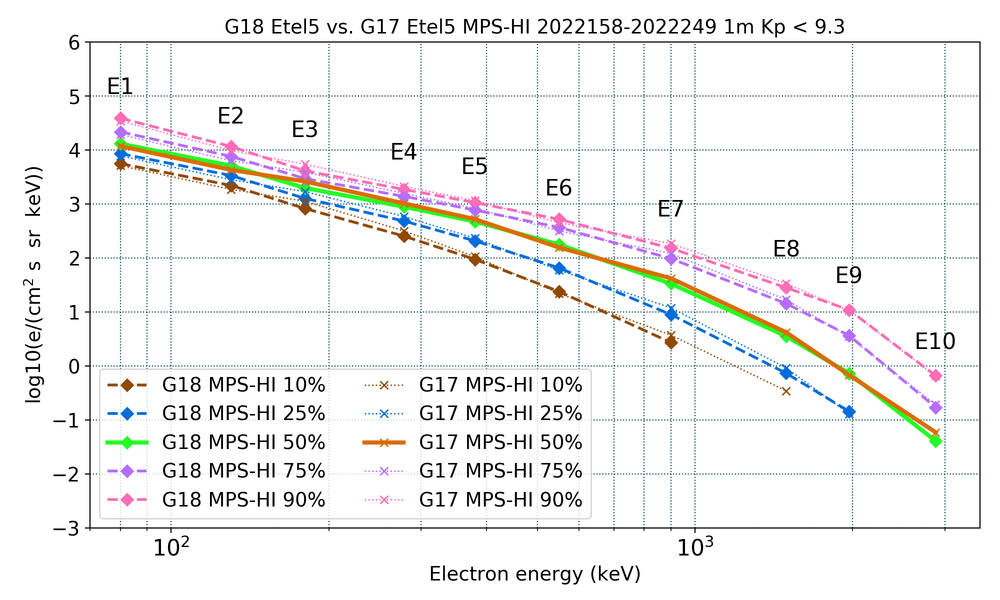 G18 Etel5 vs. G17 Etel5 MPS-HI 2022158-2022249 1m Kp < 9.3
6
5
4
3
2
1
0
−1
−2
−3
log10(e/(cm² s sr keV))
E1
E2
E3
E4
E5
E6
E7
E8
E9
E10
G18 MPS-HI 10%
G18 MPS-HI 25%
G18 MPS-HI 50%
G18 MPS-HI 75%
G18 MPS-HI 90%
G17 MPS-HI 10%
G17 MPS-HI 25%
G17 MPS-HI 50%
G17 MPS-HI 75%
G17 MPS-HI 90%
10² 10³
Electron energy (keV)